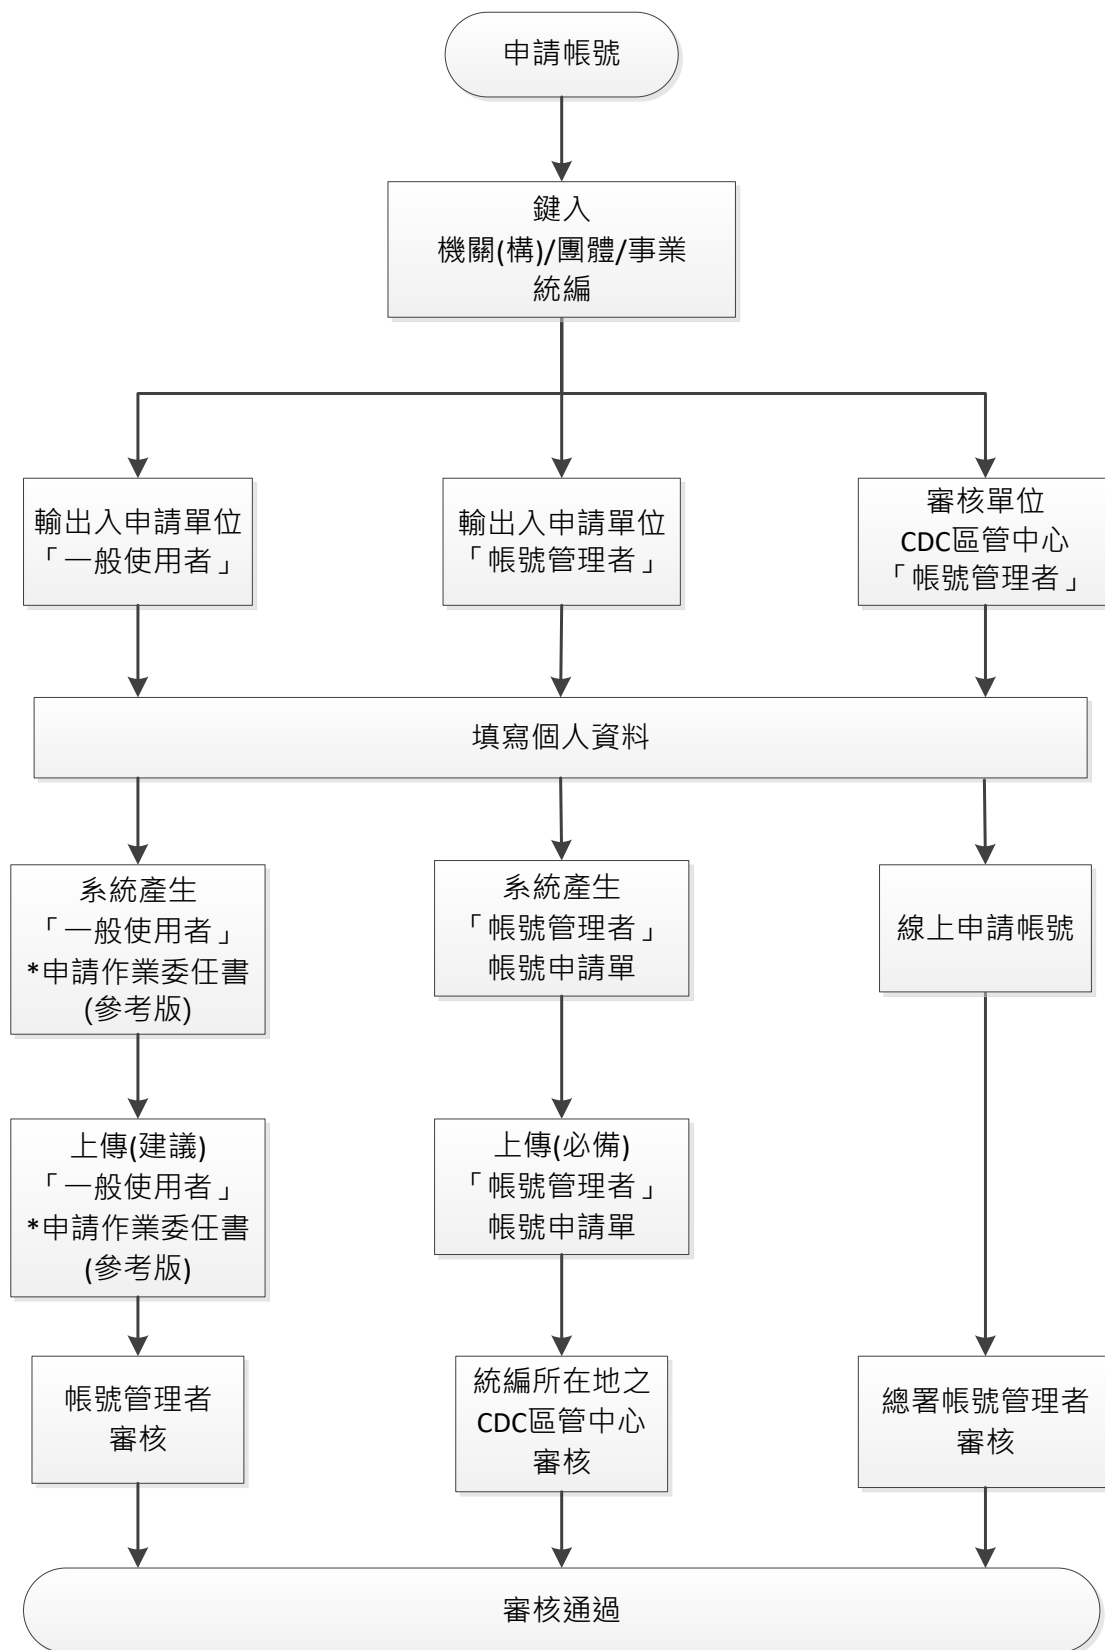 申請帳號
鍵入
機關(構)/團體/事業
統編
輸出入申請單位
「一般使用者」
輸出入申請單位
「帳號管理者」
審核單位
CDC區管中心
「帳號管理者」
填寫個人資料
系統產生
「一般使用者」
*申請作業委任書
(參考版)
系統產生
「帳號管理者」
帳號申請單
線上申請帳號
上傳(建議)
「一般使用者」
*申請作業委任書
(參考版)
上傳(必備)
「帳號管理者」
帳號申請單
帳號管理者
審核
統編所在地之
CDC區管中心
審核
總署帳號管理者
審核
審核通過